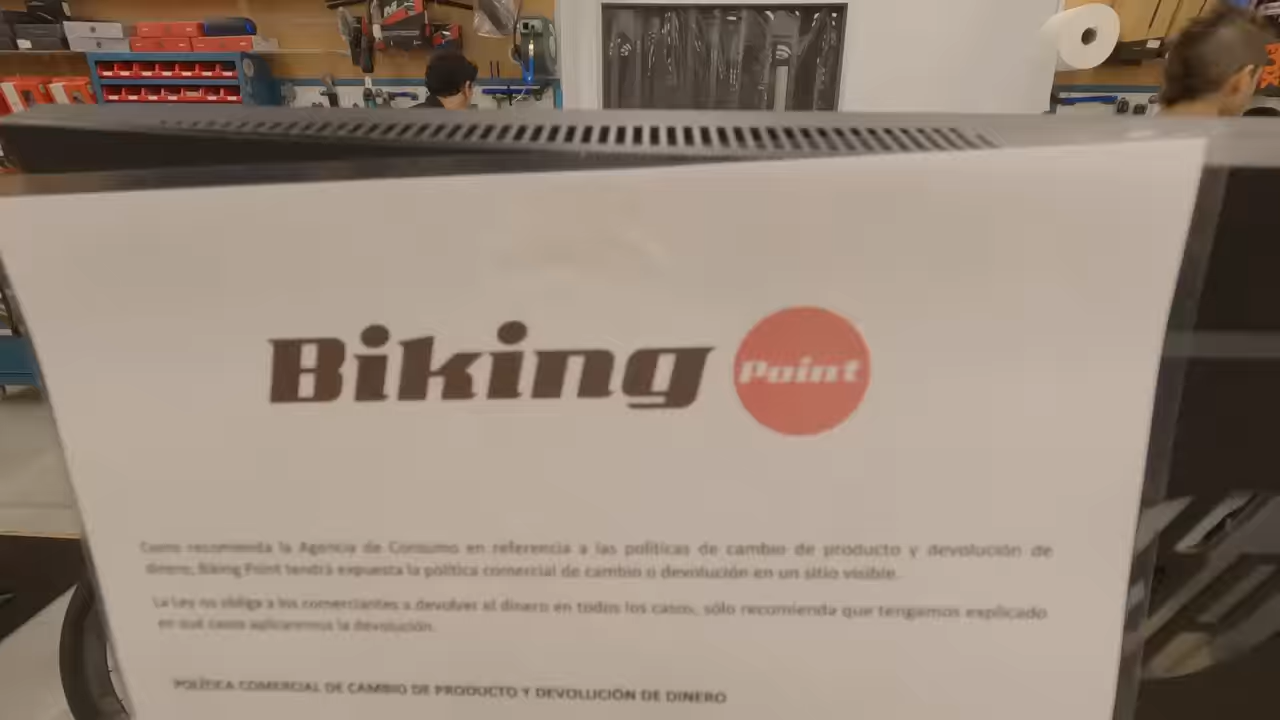 Biking Point
Como recomienda la Agencia de Consumo en referencia a las políticas de cambio de producto y devolución de
dinero, Biking Point tendrá expuesta la política comercial de cambio o devolución en un sitio visible.
La Ley no obliga a los comerciantes a devolver el dinero en todos los casos, sólo recomienda que tengamos explicado
en qué casos aplicaremos la devolución.
POLÍTICA COMERCIAL DE CAMBIO DE PRODUCTO Y DEVOLUCIÓN DE DINERO